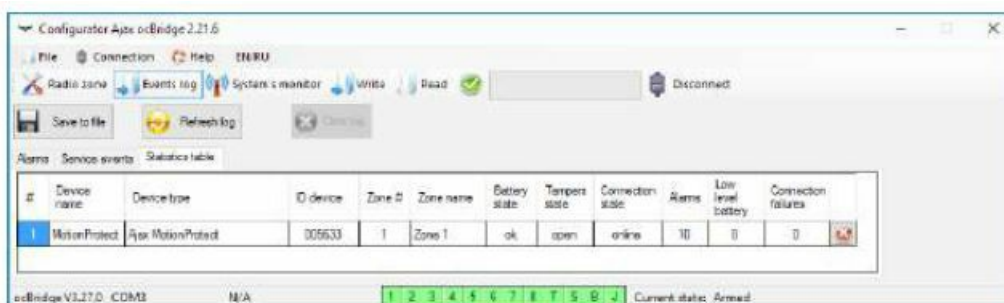 Configurator Ajax ocBridge 2.21.6
File Connection Help EN/RU
Radio zone Events log System's monitor Write Read Disconnect
Save to file Refresh log
Alarms Service events Statistics table
# Device name Device type ID device Zone # Zone name Battery state Tampers state Connection state Alarms Low level battery Connection failures
1 MotionProtect Ajax MotionProtect 005633 1 Zone 1 ok open online 10 0 0
ocBridge V3.27.0 COM3 N/A 1 2 3 4 5 6 7 8 T S B J Current state: Armed